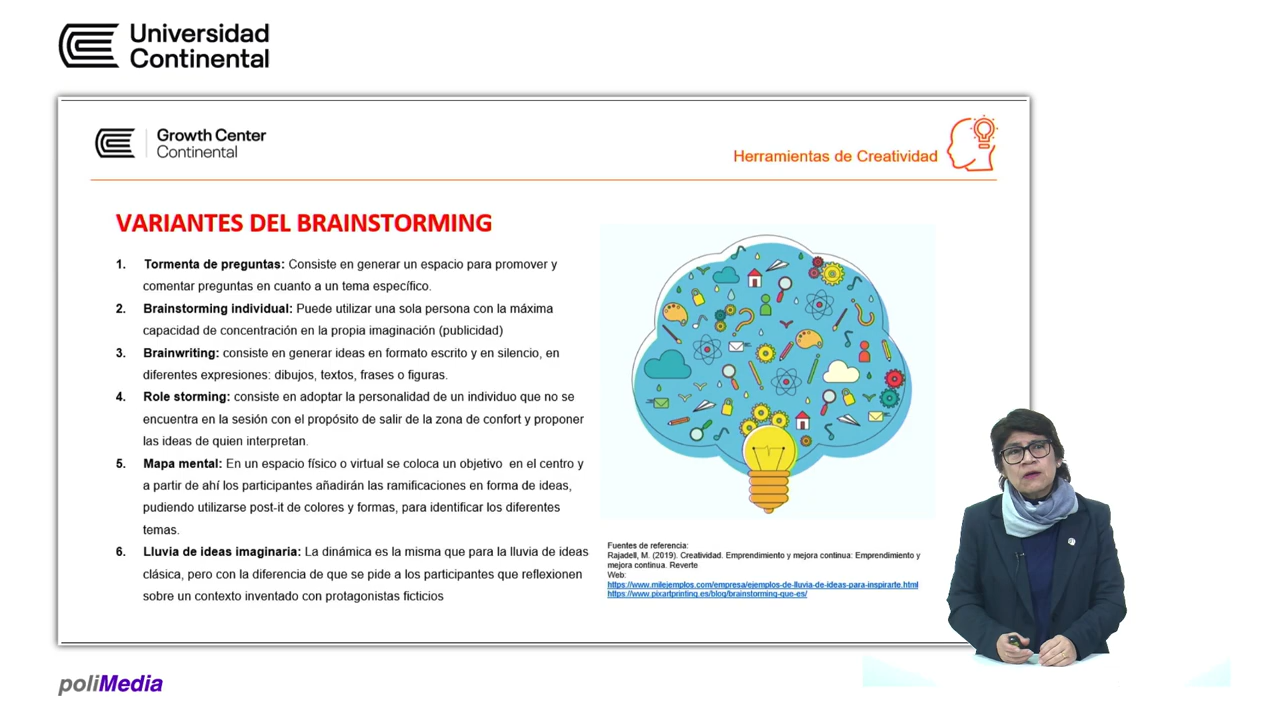 Universidad
Continental
Growth Center
Continental
Herramientas de Creatividad
VARIANTES DEL BRAINSTORMING
1. Tormenta de preguntas: Consiste en generar un espacio para promover y
comentar preguntas en cuanto a un tema específico.
2. Brainstorming individual: Puede utilizar una sola persona con la máxima
capacidad de concentración en la propia imaginación (publicidad)
3. Brainwriting: consiste en generar ideas en formato escrito y en silencio, en
diferentes expresiones: dibujos, textos, frases o figuras.
4. Role storming: consiste en adoptar la personalidad de un individuo que no se
encuentra en la sesión con el propósito de salir de la zona de confort y proponer
las ideas de quien interpretan.
5. Mapa mental: En un espacio físico o virtual se coloca un objetivo en el centro y
a partir de ahí los participantes añadirán las ramificaciones en forma de ideas,
pudiendo utilizarse post-it de colores y formas, para identificar los diferentes
temas.
6. Lluvia de ideas imaginaria: La dinámica es la misma que para la lluvia de ideas
clásica, pero con la diferencia de que se pide a los participantes que reflexionen
sobre un contexto inventado con protagonistas ficticios
Fuentes de referencia:
Rajadell, M. (2019). Creatividad. Emprendimiento y mejora continua: Emprendimiento y
mejora continua. Reverte
Web:
https://www.milejemplos.com/empresa/ejemplos-de-lluvia-de-ideas-para-inspirarte.html
https://www.pixartprinting.es/blog/brainstorming-que-es/
poliMedia